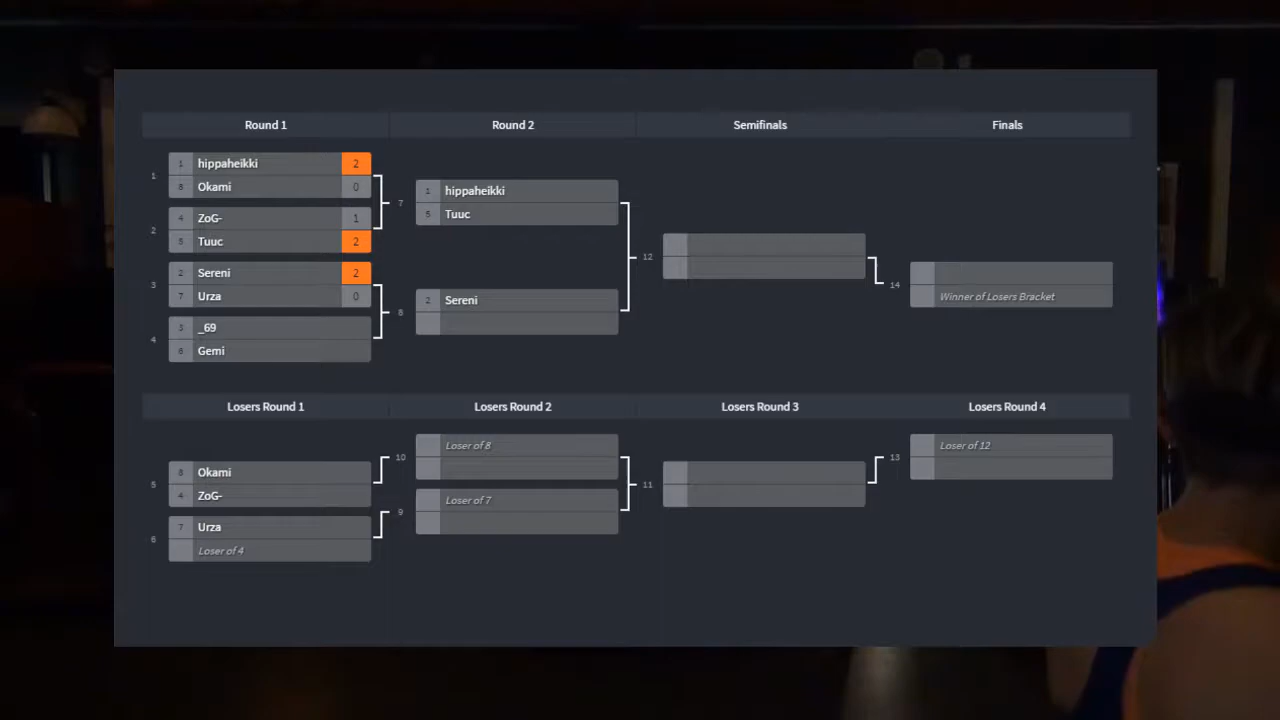 Round 1 Round 2 Semifinals Finals
1
1 hippaheikki 2
8 Okami 0
2
4 ZoG- 1
5 Tuuc 2
3
2 Sereni 2
7 Urza 0
4
3 _69
6 Gemi
7
1 hippaheikki
5 Tuuc
8
2 Sereni
12
14
Winner of Losers Bracket
Losers Round 1 Losers Round 2 Losers Round 3 Losers Round 4
5
8 Okami
4 ZoG-
6
7 Urza
Loser of 4
10
Loser of 8
9
Loser of 7
11
13
Loser of 12